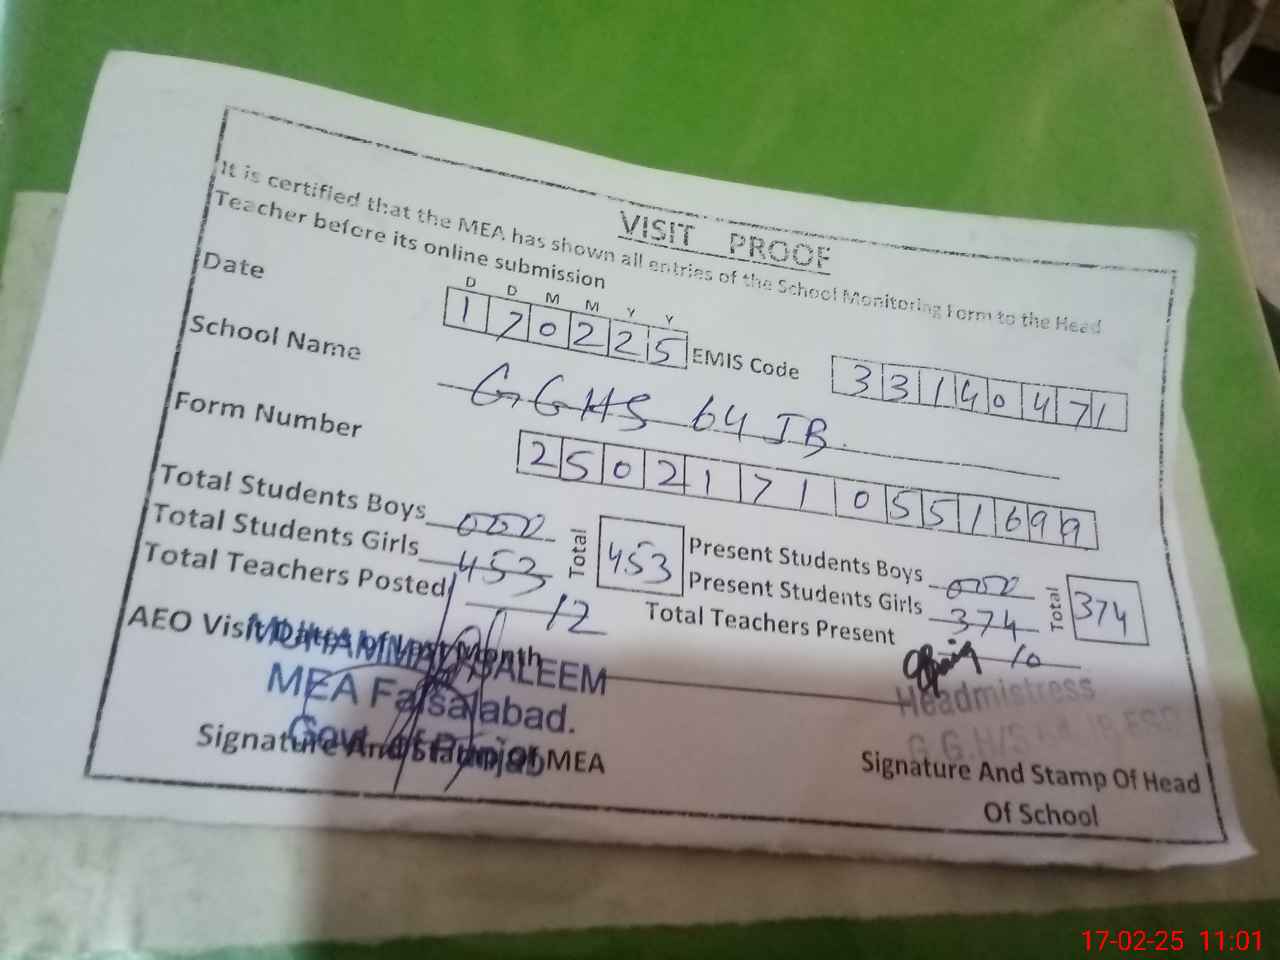 VISIT PROOF
It is certified that the MEA has shown all entries of the School Monitoring Form to the Head
Teacher before its online submission
D D M M Y Y
Date 1 7 0 2 2 5 EMIS Code 3 3 1 4 0 4 7 1
School Name GGHS 64 JB.
Form Number 2 5 0 2 1 7 1 0 5 5 1 6 9 9
Total Students Boys 000 Total 453 Present Students Boys 000 Total 374
Total Students Girls 453 Present Students Girls 374
Total Teachers Posted 12 Total Teachers Present 10
AEO Visit Dates of Last Month
MUHAMMAD SALEEM
MEA Faisalabad.
Govt. of Punjab
Headmistress
G.G.H/S 64 JB FSD
Signature And Stamp Of MEA Signature And Stamp Of Head
Of School
17-02-25 11:01